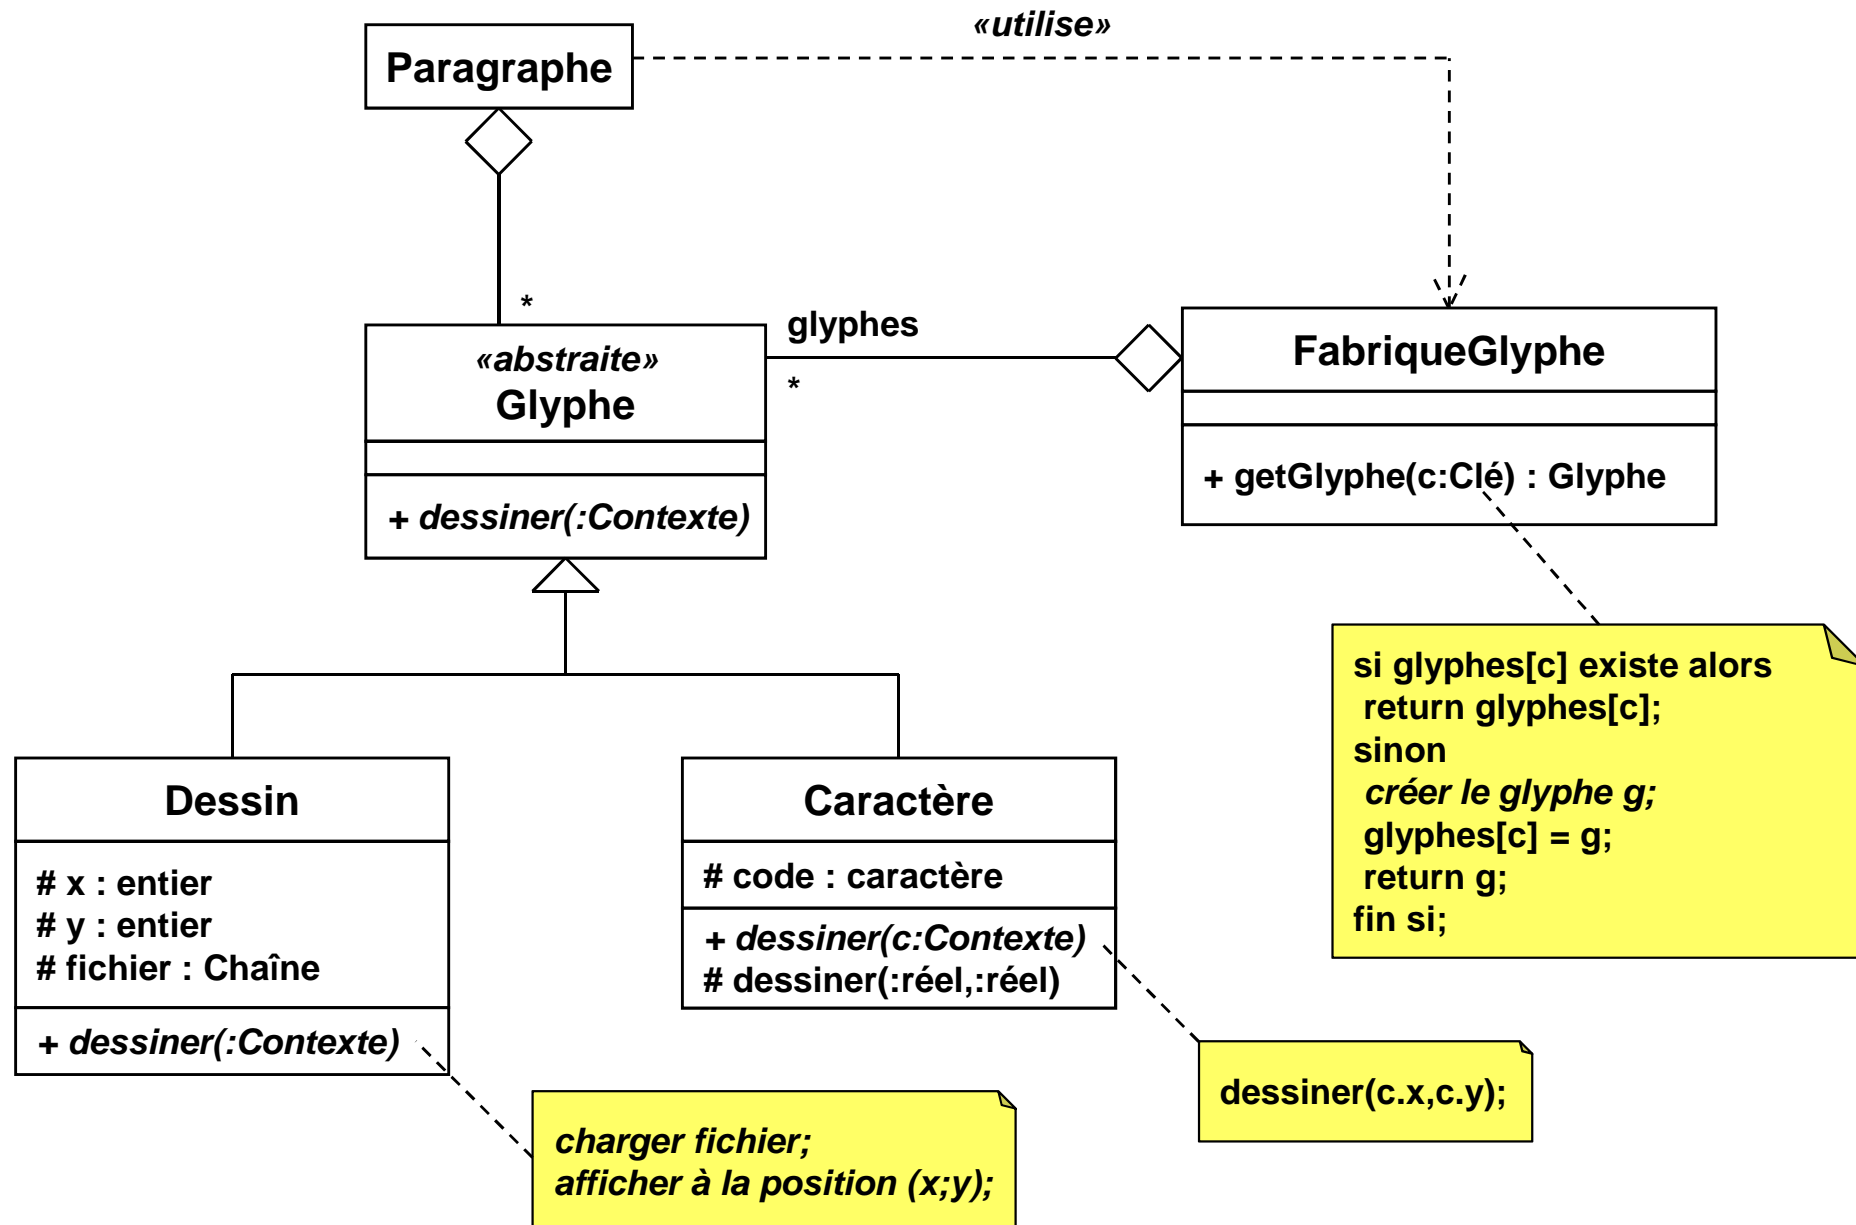 «utilise»
Paragraphe
*
glyphes
*
«abstraite»
Glyphe
+ dessiner(:Contexte)
FabriqueGlyphe
+ getGlyphe(c:Clé) : Glyphe
si glyphes[c] existe alors
return glyphes[c];
sinon
créer le glyphe g;
glyphes[c] = g;
return g;
fin si;
Dessin
# x : entier
# y : entier
# fichier : Chaîne
+ dessiner(:Contexte)
Caractère
# code : caractère
+ dessiner(c:Contexte)
# dessiner(:réel,:réel)
dessiner(c.x,c.y);
charger fichier;
afficher à la position (x;y);